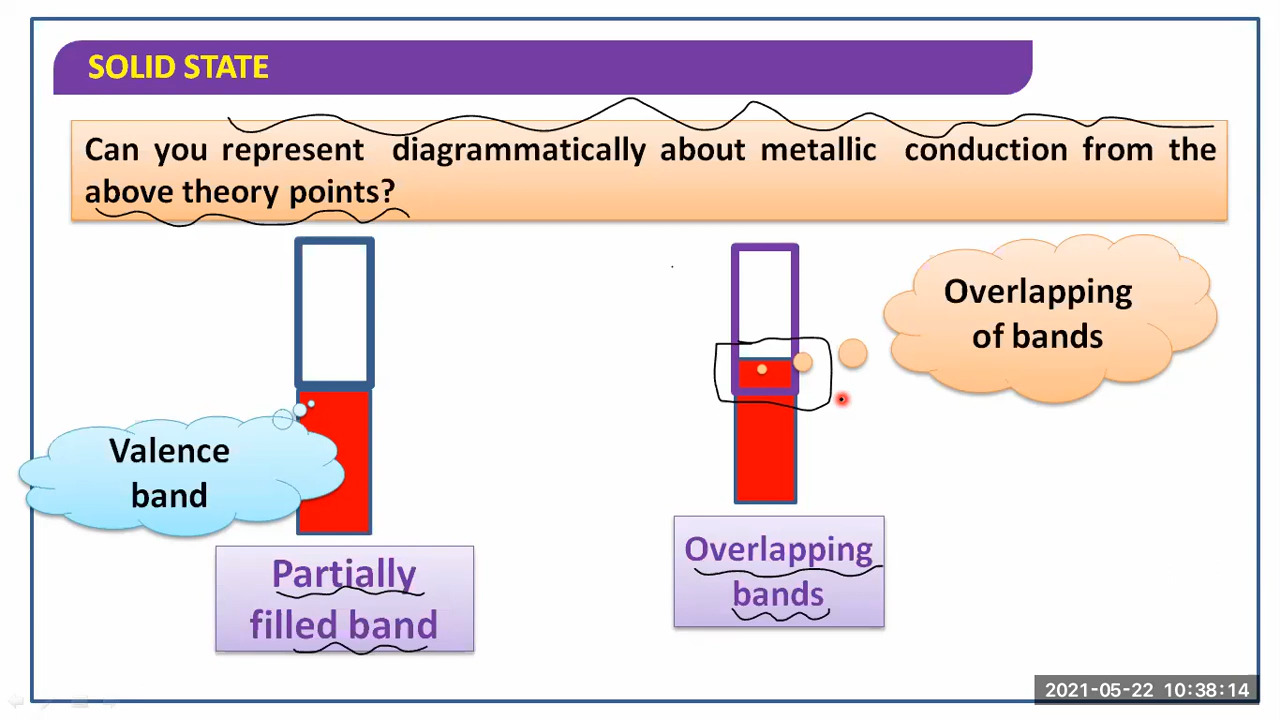 SOLID STATE
Can you represent diagrammatically about metallic conduction from the
above theory points?
Overlapping
of bands
Valence
band
Partially
filled band
Overlapping
bands
2021-05-22 10:38:14